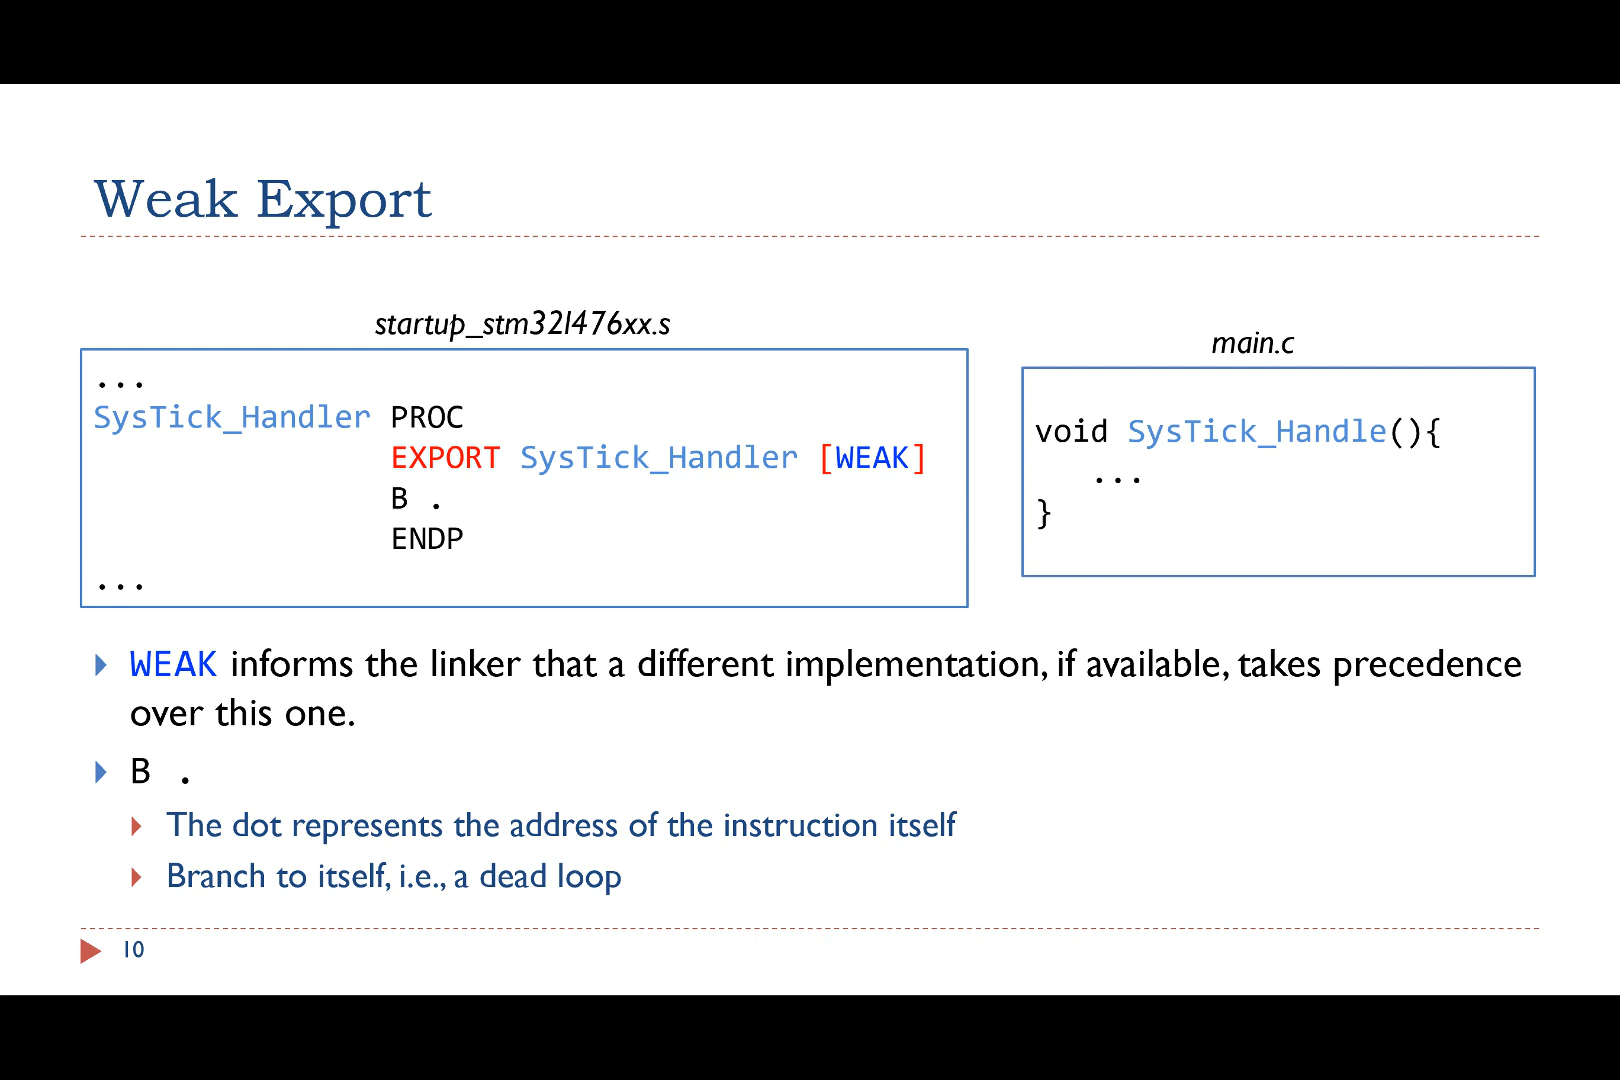 Weak Export
startup_stm32l476xx.s
...
SysTick_Handler PROC
EXPORT SysTick_Handler [WEAK]
B .
ENDP
...
main.c
void SysTick_Handle(){
...
}
WEAK informs the linker that a different implementation, if available, takes precedence
over this one.
B .
The dot represents the address of the instruction itself
Branch to itself, i.e., a dead loop
10